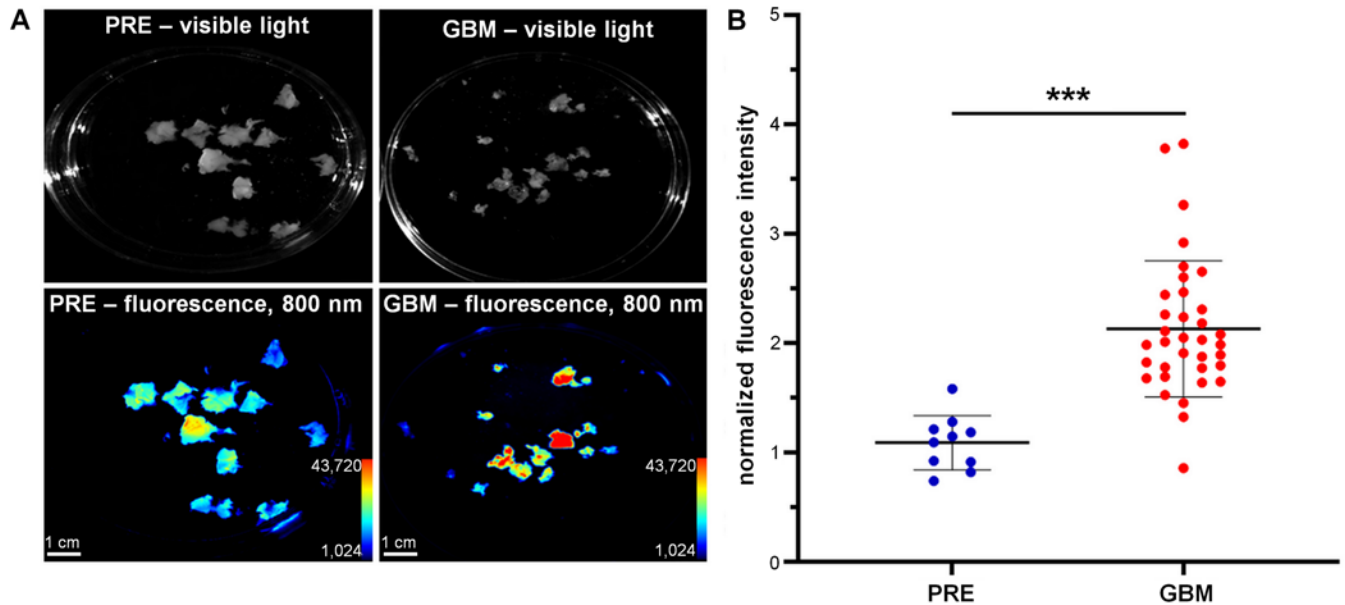 A
PRE – visible light
GBM – visible light
PRE – fluorescence, 800 nm
43,720
1,024
1 cm
GBM – fluorescence, 800 nm
43,720
1,024
1 cm
B
normalized fluorescence intensity
5
4
3
2
1
0
***
PRE
GBM